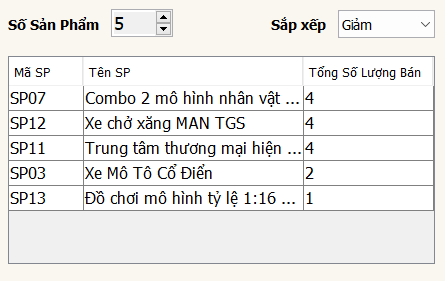 Số Sản Phẩm 5 Sắp xếp Giảm
Mã SP Tên SP Tổng Số Lượng Bán
SP07 Combo 2 mô hình nhân vật ... 4
SP12 Xe chở xăng MAN TGS 4
SP11 Trung tâm thương mại hiện ... 4
SP03 Xe Mô Tô Cổ Điển 2
SP13 Đồ chơi mô hình tỷ lệ 1:16 ... 1